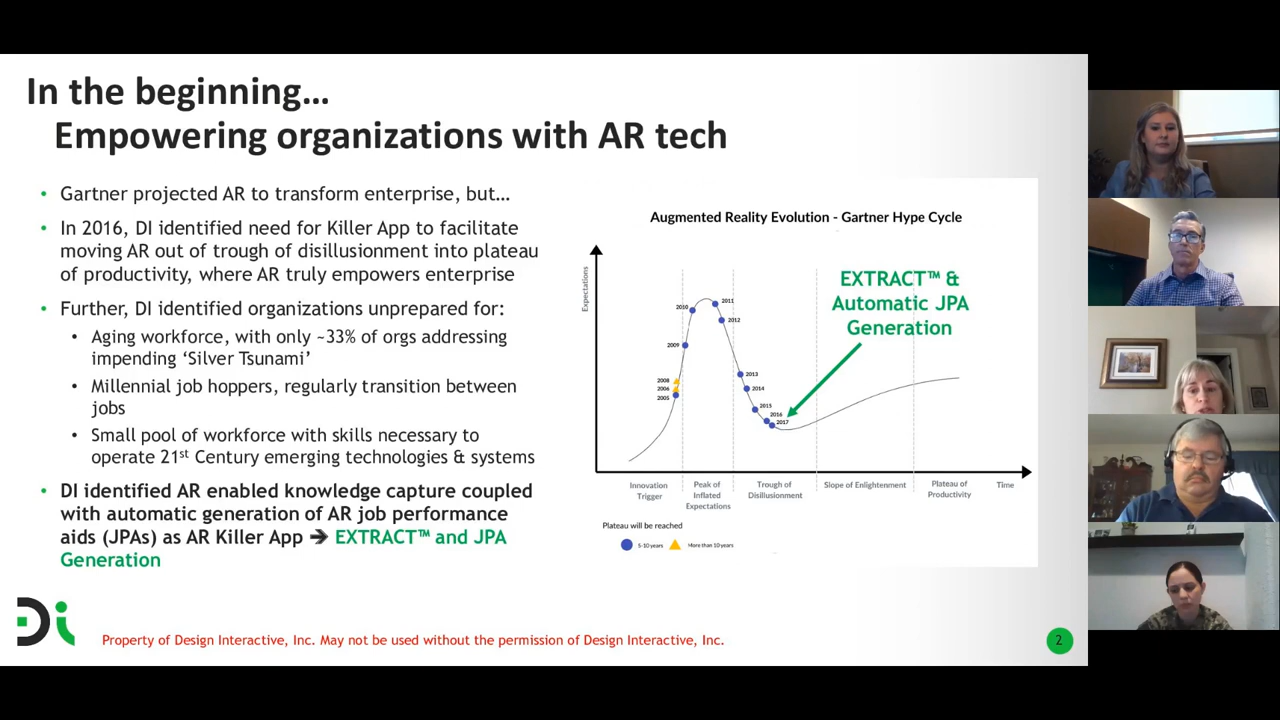 In the beginning...
Empowering organizations with AR tech
• Gartner projected AR to transform enterprise, but...
• In 2016, DI identified need for Killer App to facilitate
moving AR out of trough of disillusionment into plateau
of productivity, where AR truly empowers enterprise
• Further, DI identified organizations unprepared for:
• Aging workforce, with only ~33% of orgs addressing
impending ‘Silver Tsunami’
• Millennial job hoppers, regularly transition between
jobs
• Small pool of workforce with skills necessary to
operate 21st Century emerging technologies & systems
• DI identified AR enabled knowledge capture coupled
with automatic generation of AR job performance
aids (JPAs) as AR Killer App ➔ EXTRACT™ and JPA
Generation
Augmented Reality Evolution - Gartner Hype Cycle
Expectations
EXTRACT™ &
Automatic JPA
Generation
2011
2010
2012
2009
2013
2008
2006
2014
2005
2015
2016
2017
Innovation
Trigger
Peak of
Inflated
Expectations
Trough of
Disillusionment
Slope of Enlightenment
Plateau of
Productivity
Time
Plateau will be reached
5-10 years
More than 10 years
Di
Property of Design Interactive, Inc. May not be used without the permission of Design Interactive, Inc.
2